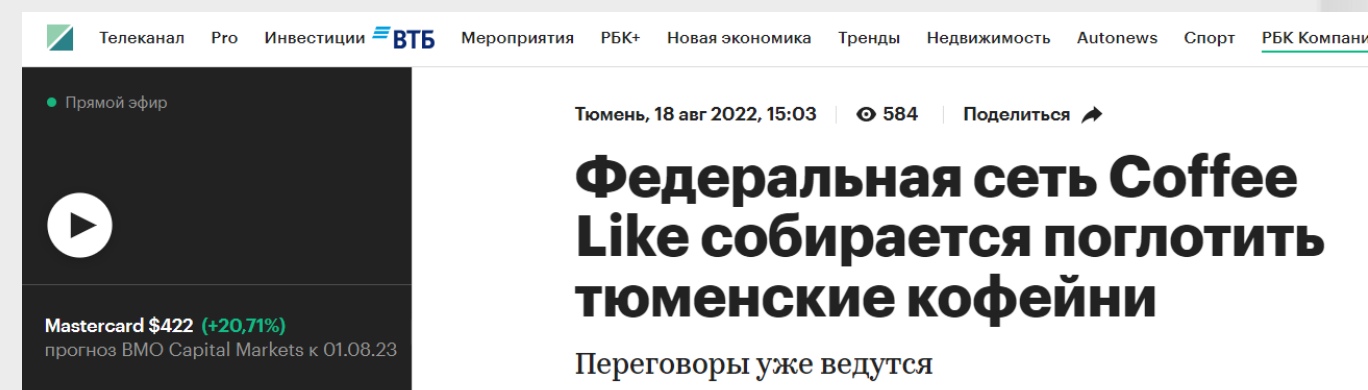 Телеканал Pro Инвестиции ВТБ Мероприятия РБК+ Новая экономика Тренды Недвижимость Autonews Спорт РБК Компани
Прямой эфир
Mastercard $422 (+20,71%)
прогноз BMO Capital Markets к 01.08.23
Тюмень, 18 авг 2022, 15:03 584 Поделиться
Федеральная сеть Coffee
Like собирается поглотить
тюменские кофейни
Переговоры уже ведутся